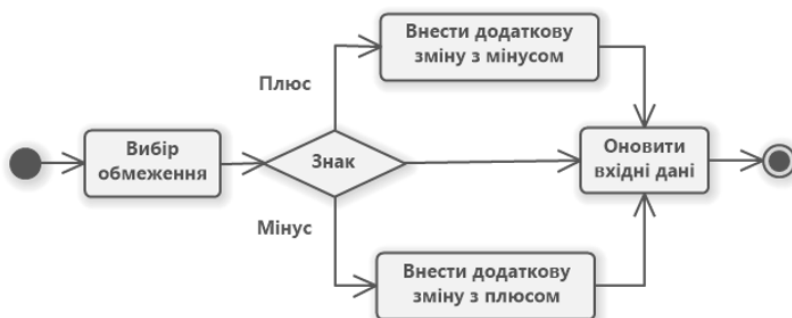 Внести додаткову
зміну з мінусом
Плюс
Вибір
обмеження
Знак
Оновити
вхідні дані
Мінус
Внести додаткову
зміну з плюсом